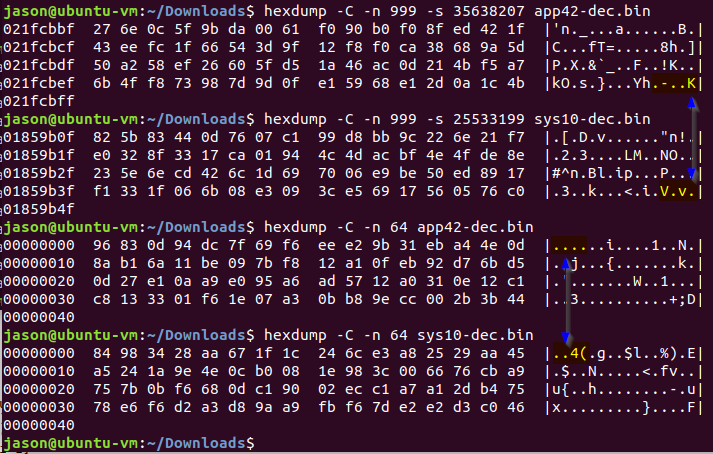 jason@ubuntu-vm:~/Downloads$ hexdump -C -n 999 -s 35638207 app42-dec.bin
021fcbbf  27 6e 0c 5f 9b da 00 61  f0 90 b0 f0 8f ed 42 1f  |'n._...a......B.|
021fcbcf  43 ee fc 1f 66 54 3d 9f  12 f8 f0 ca 38 68 9a 5d  |C...fT=.....8h.]|
021fcbdf  50 a2 58 ef 26 60 5f d5  1a 46 ac 0d 21 4b f5 a7  |P.X.&`_..F..!K..|
021fcbef  6b 4f f8 73 98 7d 9d 0f  e1 59 68 e1 2d 0a 1c 4b  |kO.s.}...Yh.-..K|
021fcbff
jason@ubuntu-vm:~/Downloads$ hexdump -C -n 999 -s 25533199 sys10-dec.bin
01859b0f  82 5b 83 44 0d 76 07 c1  99 d8 bb 9c 22 6e 21 f7  |.[.D.v......"n!.|
01859b1f  e0 32 8f 33 17 ca 01 94  4c 4d ac bf 4e 4f de 8e  |.2.3....LM..NO..|
01859b2f  23 5e 6e cd 42 6c 1d 69  70 06 e9 be 50 ed 89 17  |#^n.Bl.ip...P...|
01859b3f  f1 33 1f 06 6b 08 e3 09  3c e5 69 17 56 05 76 c0  |.3..k...<.i.V.v.|
01859b4f
jason@ubuntu-vm:~/Downloads$ hexdump -C -n 64 app42-dec.bin
00000000  96 83 0d 94 dc 7f 69 f6  ee e2 9b 31 eb a4 4e 0d  |......i....1..N.|
00000010  8a b1 6a 11 be 09 7b f8  12 a1 0f eb 92 d7 6b d5  |..j...{.......k.|
00000020  0d 27 e1 0a a9 e0 95 a6  ad 57 12 a0 31 0e 12 c1  |.'.......W..1...|
00000030  c8 13 33 01 f6 1e 07 a3  0b b8 9e cc 00 2b 3b 44  |..3..........+;D|
00000040
jason@ubuntu-vm:~/Downloads$ hexdump -C -n 64 sys10-dec.bin
00000000  84 98 34 28 aa 67 1f 1c  24 6c e3 a8 25 29 aa 45  |..4(.g..$l..%).E|
00000010  a5 24 1a 9e 4e 0c b0 08  1e 98 3c 00 66 76 cb a9  |.$..N.....<.fv..|
00000020  75 7b 0b f6 68 0d c1 90  02 ec c1 a7 a1 2d b4 75  |u{..h........-.u|
00000030  78 e6 f6 d2 a3 d8 9a a9  fb f6 7d e2 e2 d3 c0 46  |x.........}....F|
00000040
jason@ubuntu-vm:~/Downloads$